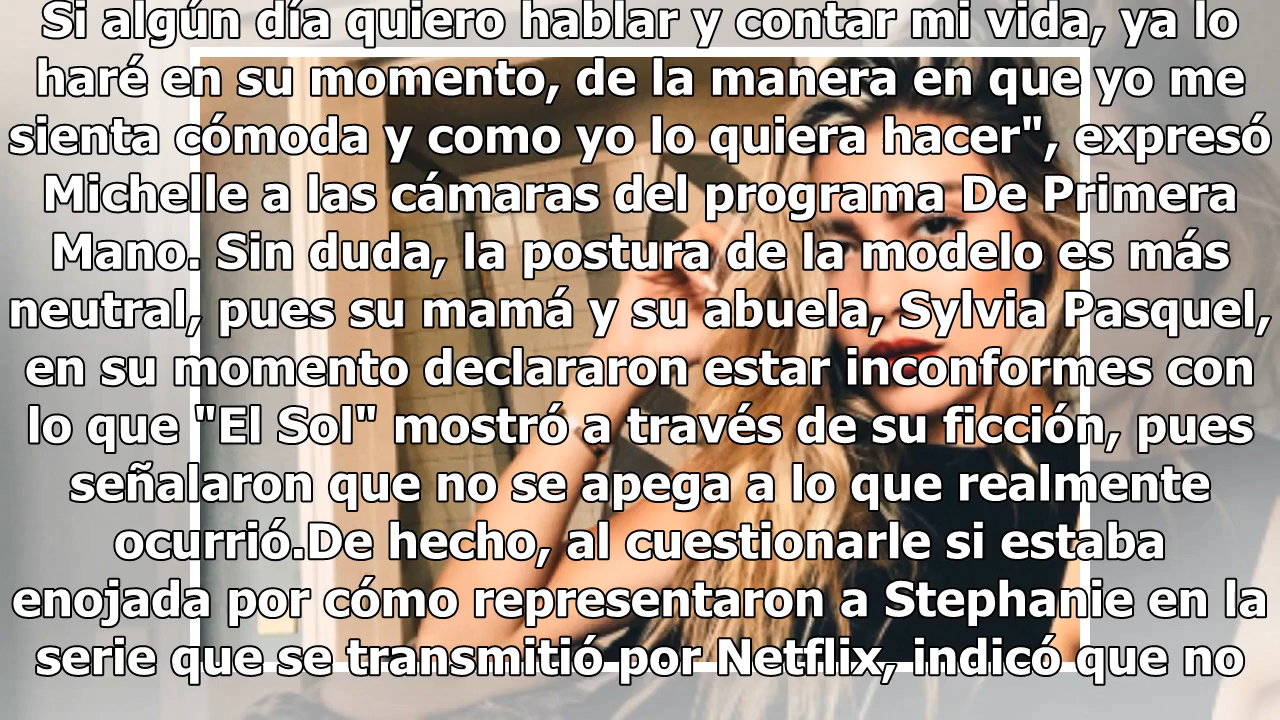 Si algún día quiero hablar y contar mi vida, ya lo
haré en su momento, de la manera en que yo me
sienta cómoda y como yo lo quiera hacer", expresó
Michelle a las cámaras del programa De Primera
Mano. Sin duda, la postura de la modelo es más
neutral, pues su mamá y su abuela, Sylvia Pasquel,
en su momento declararon estar inconformes con
lo que "El Sol" mostró a través de su ficción, pues
señalaron que no se apega a lo que realmente
ocurrió.De hecho, al cuestionarle si estaba
enojada por cómo representaron a Stephanie en la
serie que se transmitió por Netflix, indicó que no